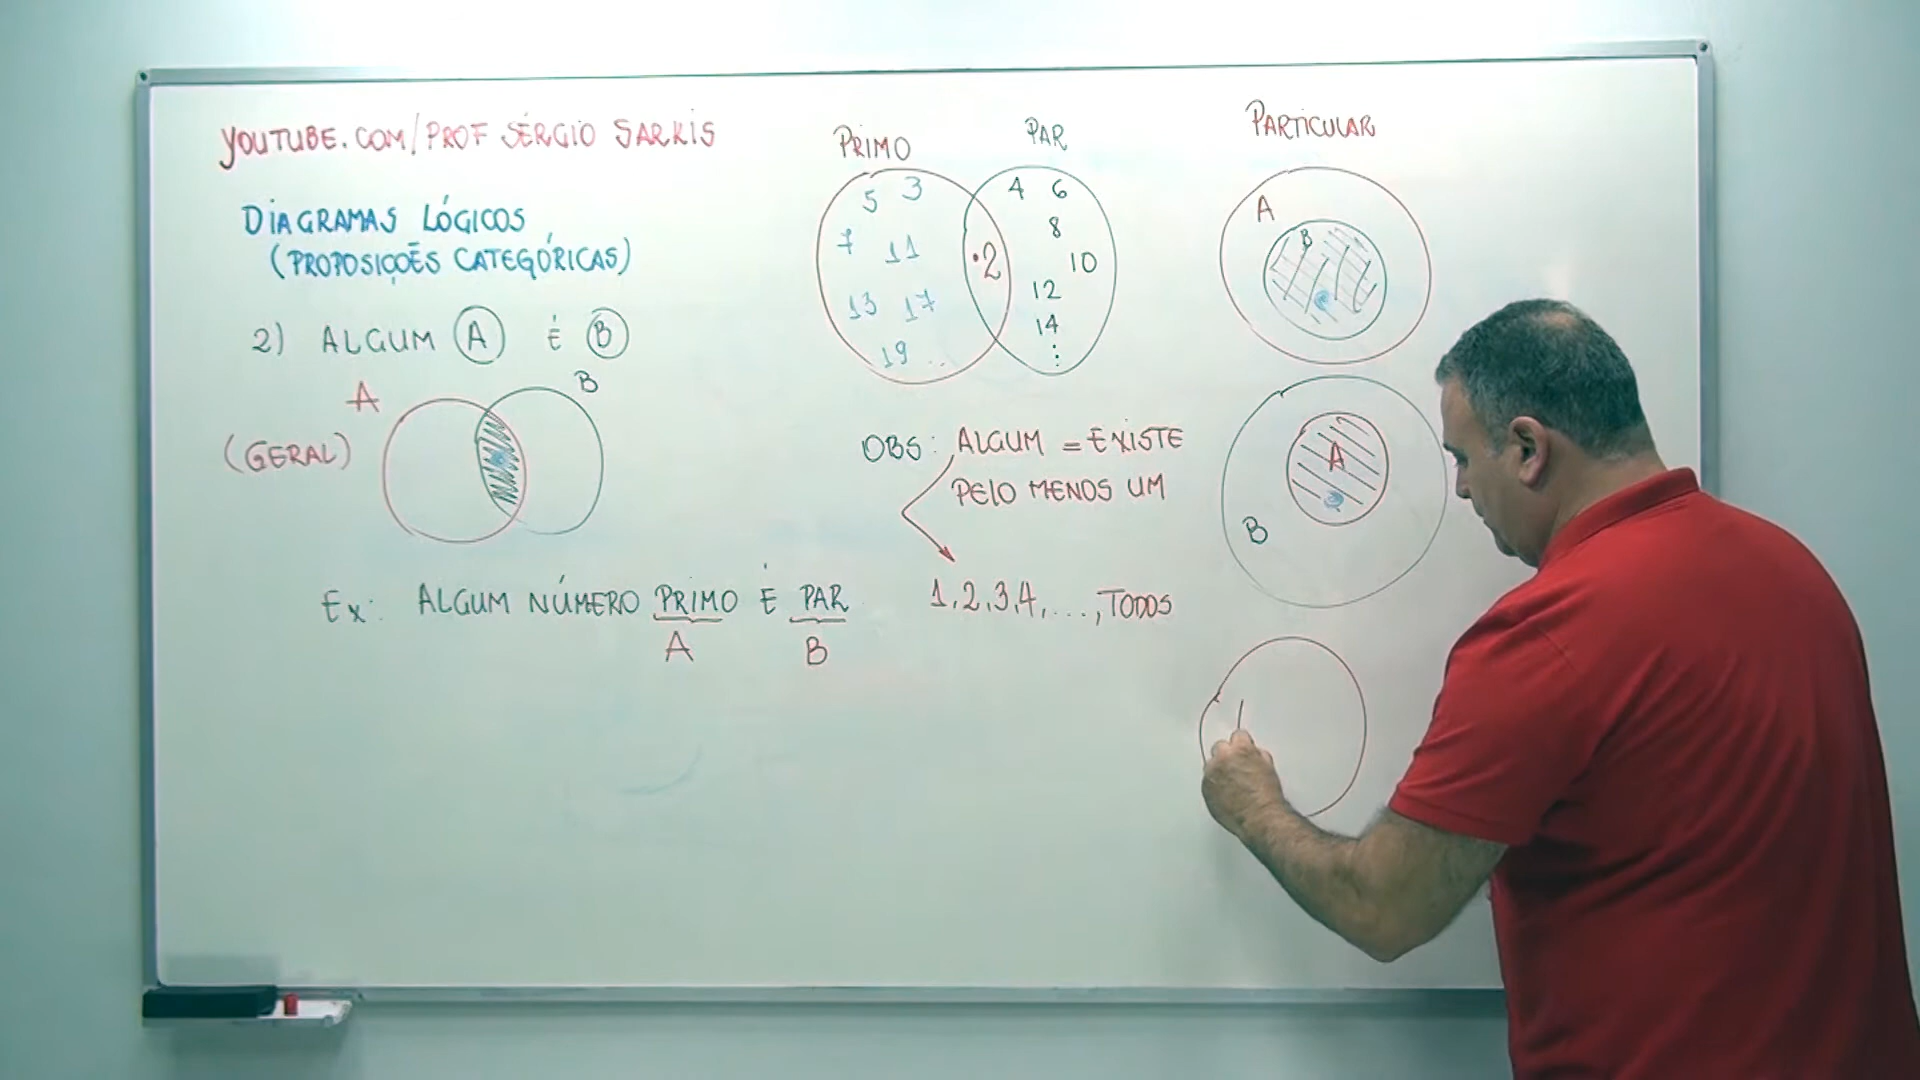 YOUTUBE.COM/PROF SÉRGIO SARKIS
DIAGRAMAS LÓGICOS
(PROPOSIÇÕES CATEGÓRICAS)
2) ALGUM A É B
A
B
(GERAL)
Ex: ALGUM NÚMERO PRIMO É PAR
A
B
PRIMO
PAR
5 3
7 11
13 17
19 ..
.2
4 6
8
10
12
14
⋮
OBS: ALGUM = EXISTE
PELO MENOS UM
1,2,3,4,...,TODOS
PARTICULAR
A
B
A
B